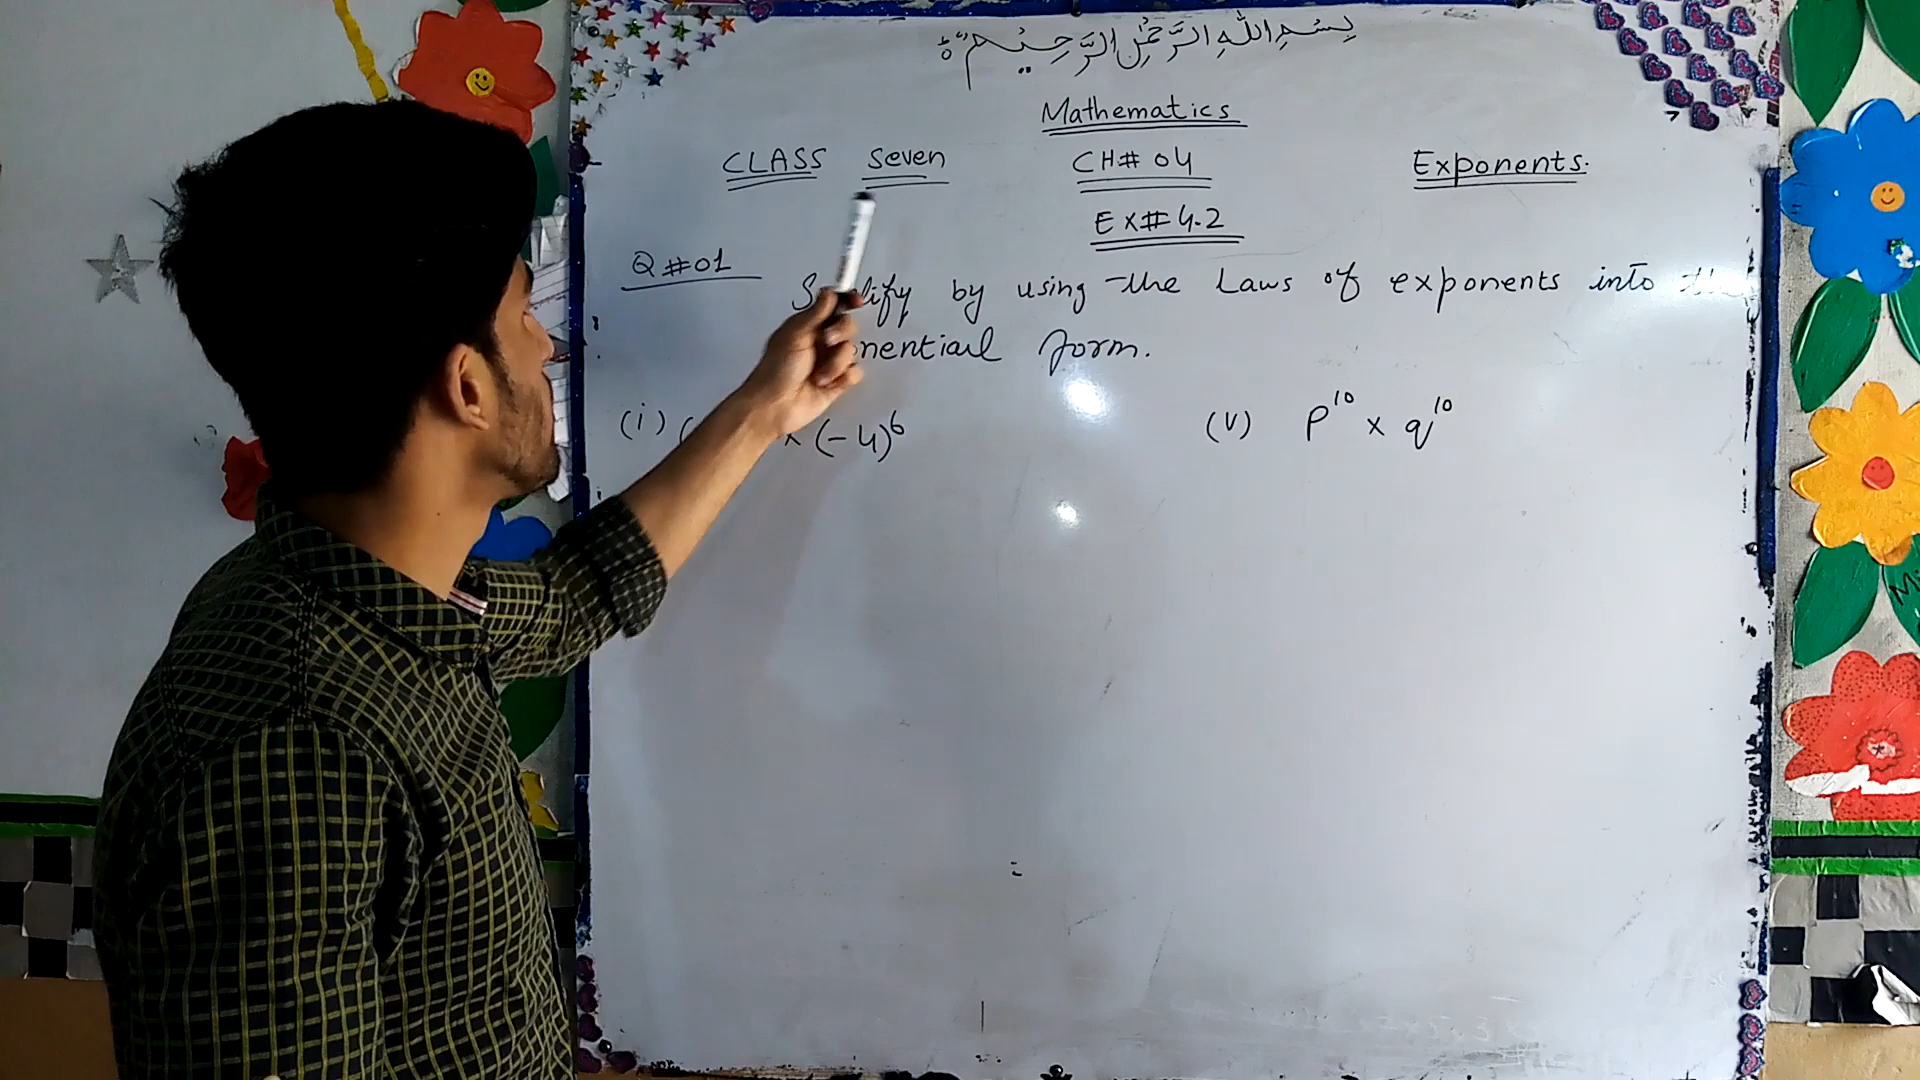 بِسْمِ اللهِ الرَّحْمٰنِ الرَّحِيْمِ
Mathematics
CLASS Seven CH# 04 Exponents.
EX# 4.2
Q #01
by using the Laws of exponents into
form.
(i) ( × (-4)⁶ (v) p¹⁰ × q¹⁰